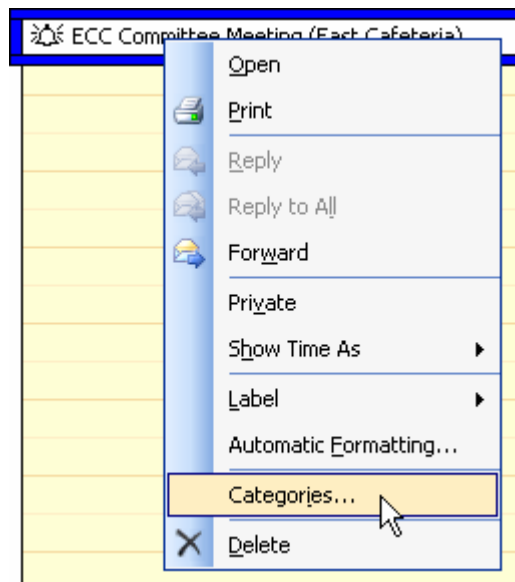 ECC Committee Meeting (East Cafeteria)
Open
Print
Reply
Reply to All
Forward
Private
Show Time As
Label
Automatic Formatting...
Categories...
Delete